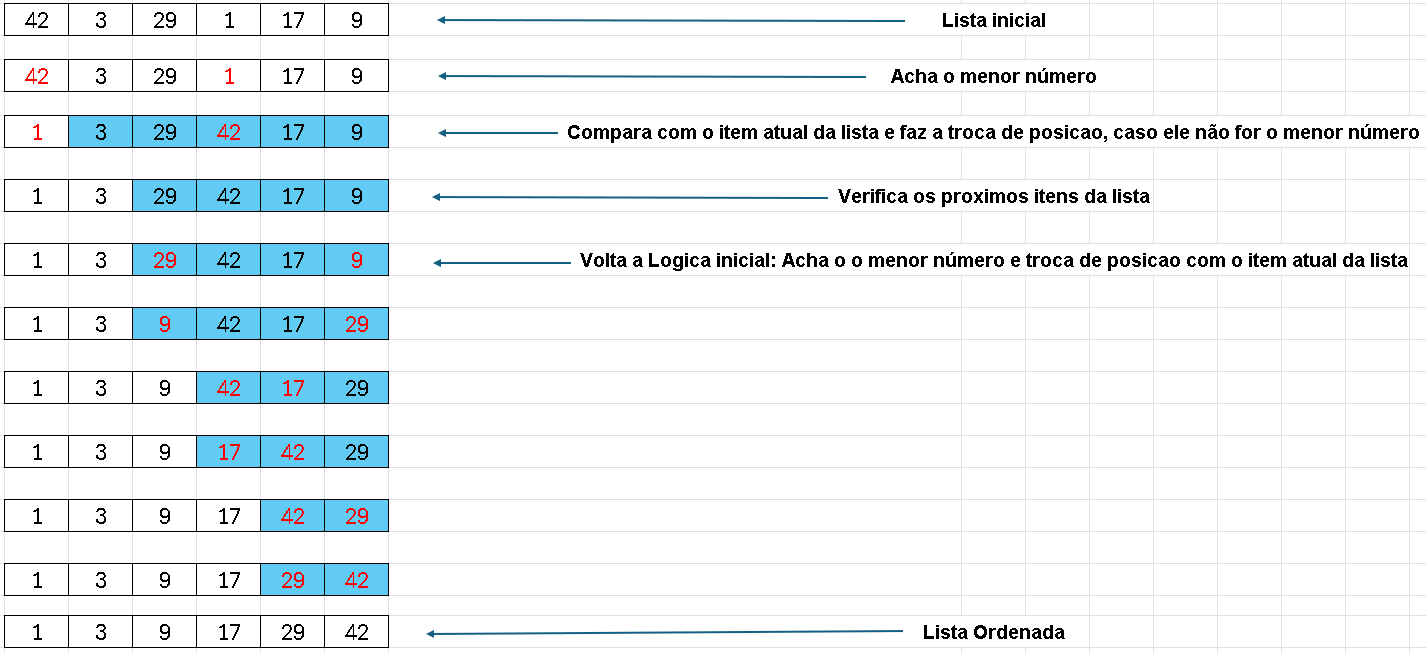 42 3 29 1 17 9 Lista inicial
42 3 29 1 17 9 Acha o menor número
1 3 29 42 17 9 Compara com o item atual da lista e faz a troca de posicao, caso ele não for o menor número
1 3 29 42 17 9 Verifica os proximos itens da lista
1 3 29 42 17 9 Volta a Logica inicial: Acha o o menor número e troca de posicao com o item atual da lista
1 3 9 42 17 29
1 3 9 42 17 29
1 3 9 17 42 29
1 3 9 17 42 29
1 3 9 17 29 42
1 3 9 17 29 42 Lista Ordenada